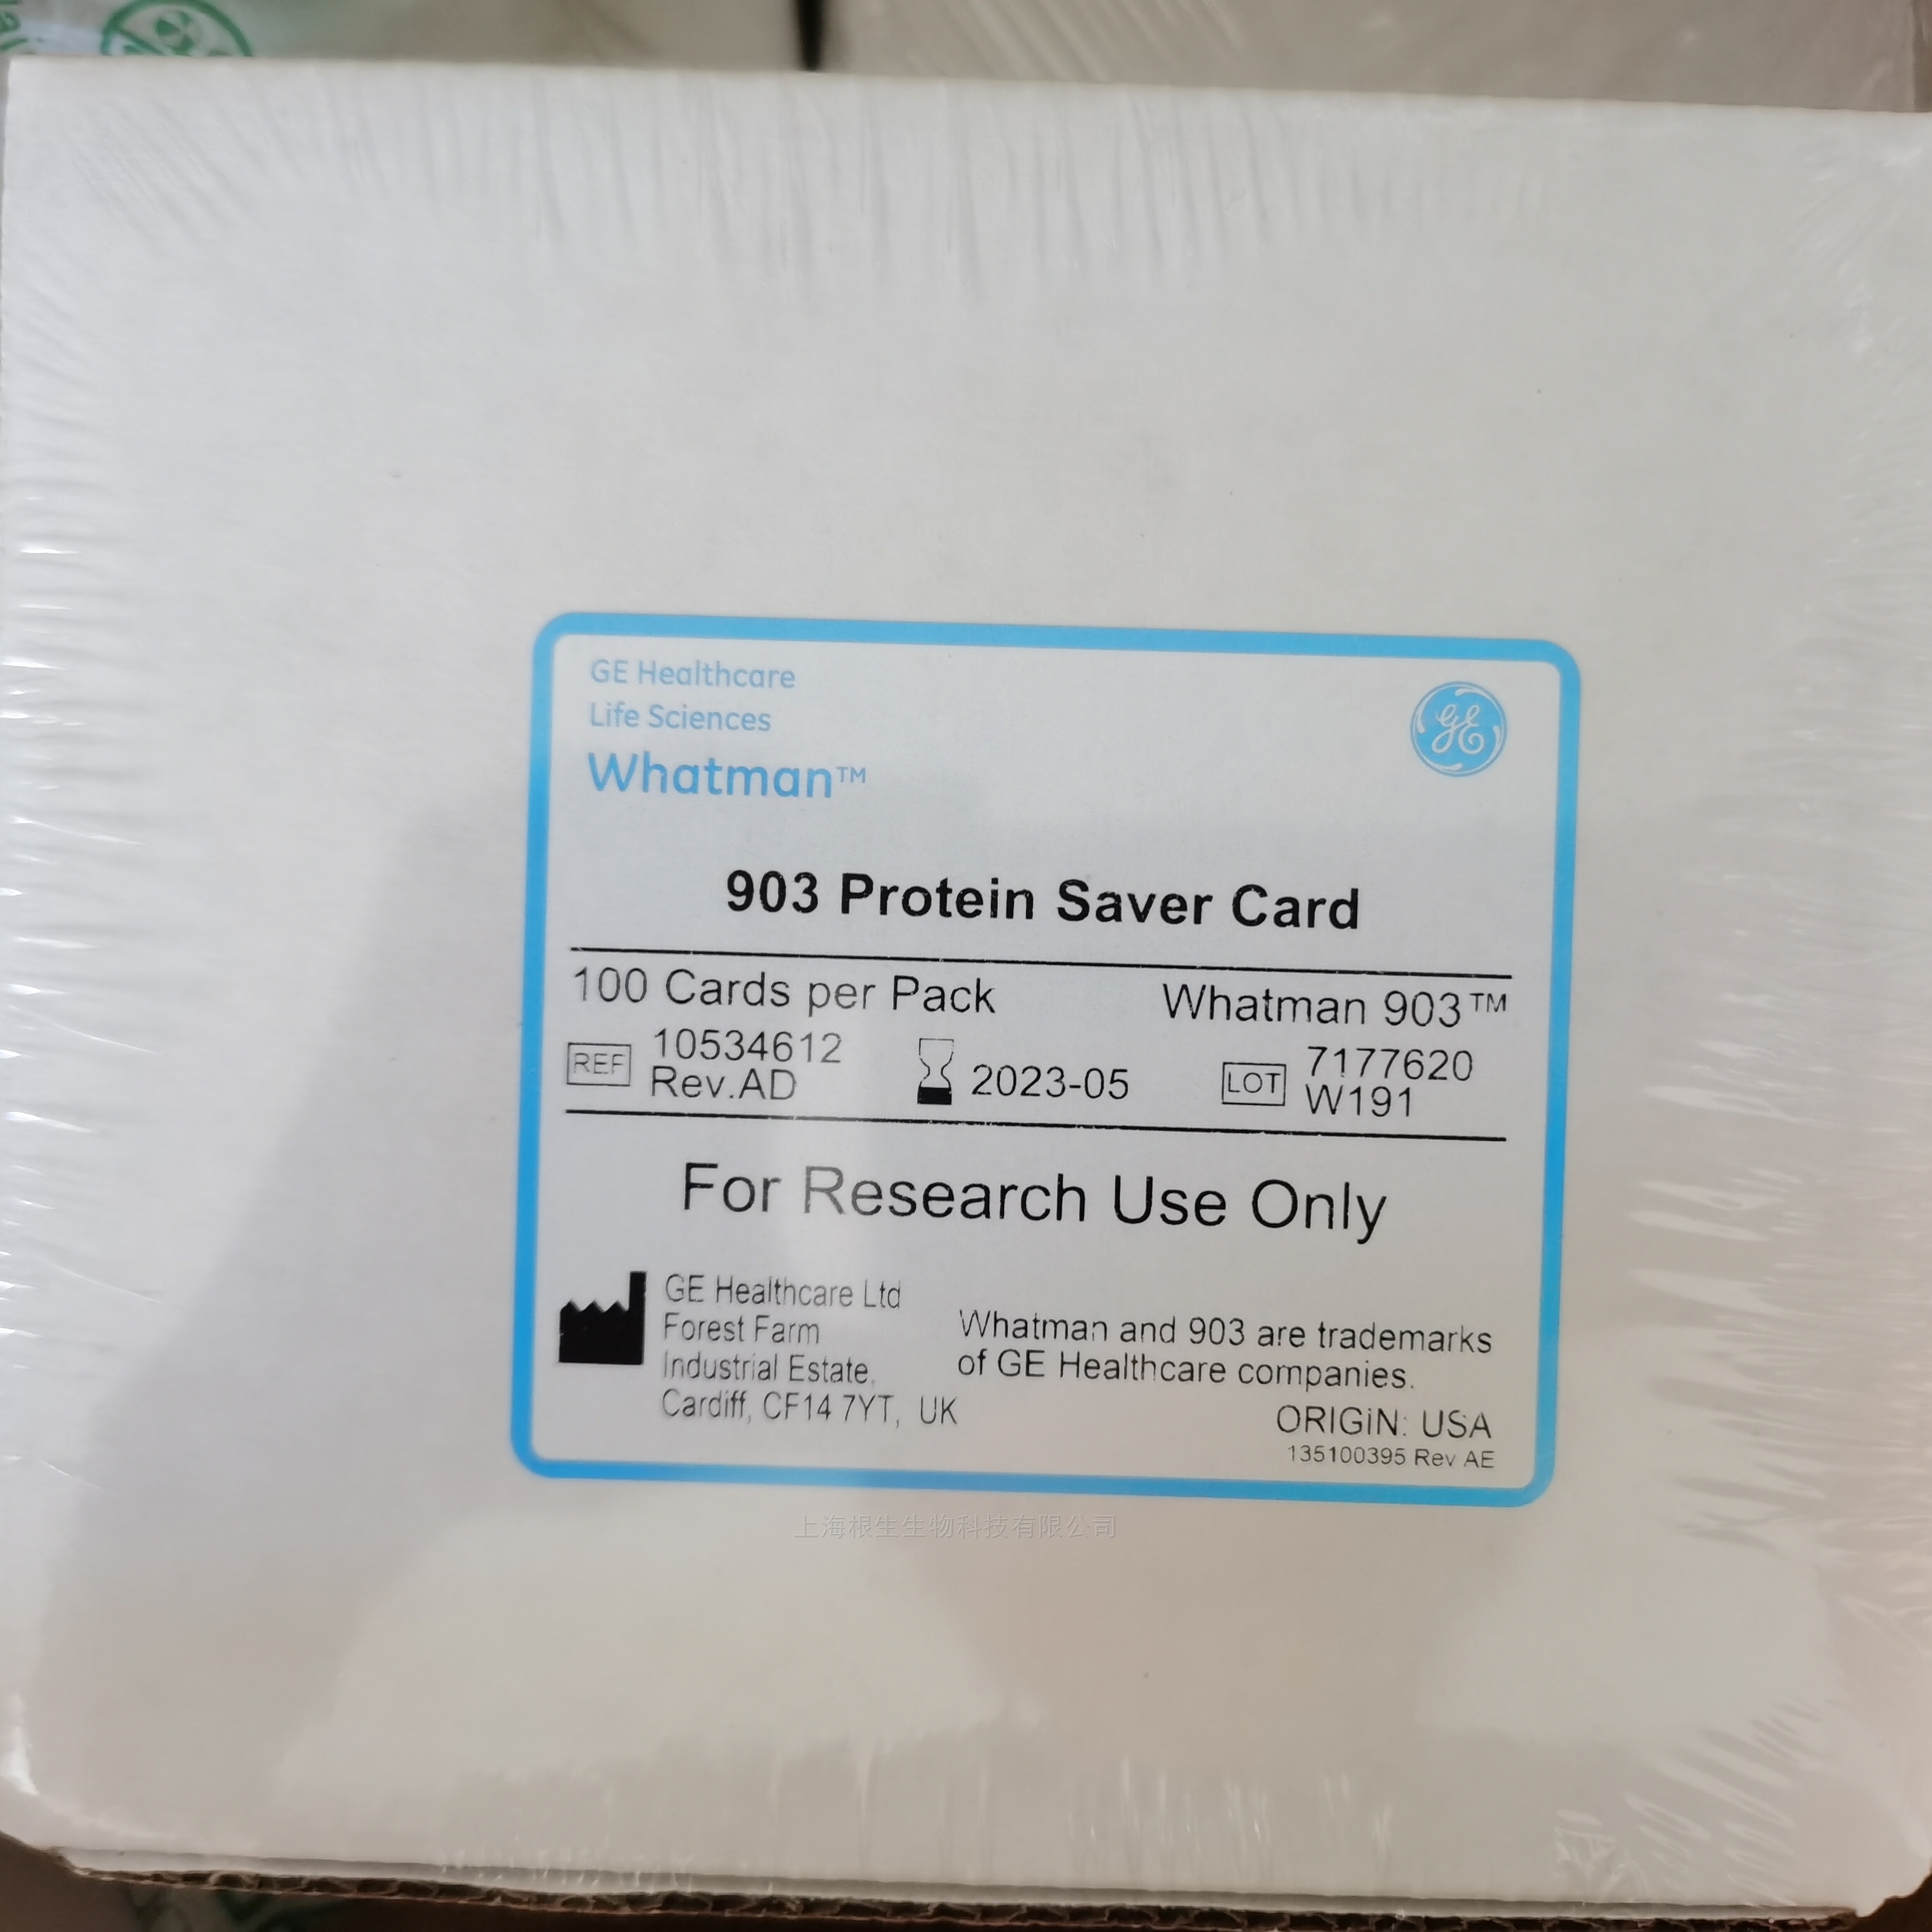 GE Healthcare
Life Sciences
Whatman™
GE
903 Protein Saver Card
100 Cards per Pack
Whatman 903™
REF
10534612
Rev.AD
2023-05
LOT
7177620
W191
For Research Use Only
GE Healthcare Ltd
Forest Farm
Industrial Estate,
Cardiff, CF14 7YT, UK
Whatman and 903 are trademarks
of GE Healthcare companies.
ORIGiN: USA
135100395 Rev AE
上海根生生物科技有限公司